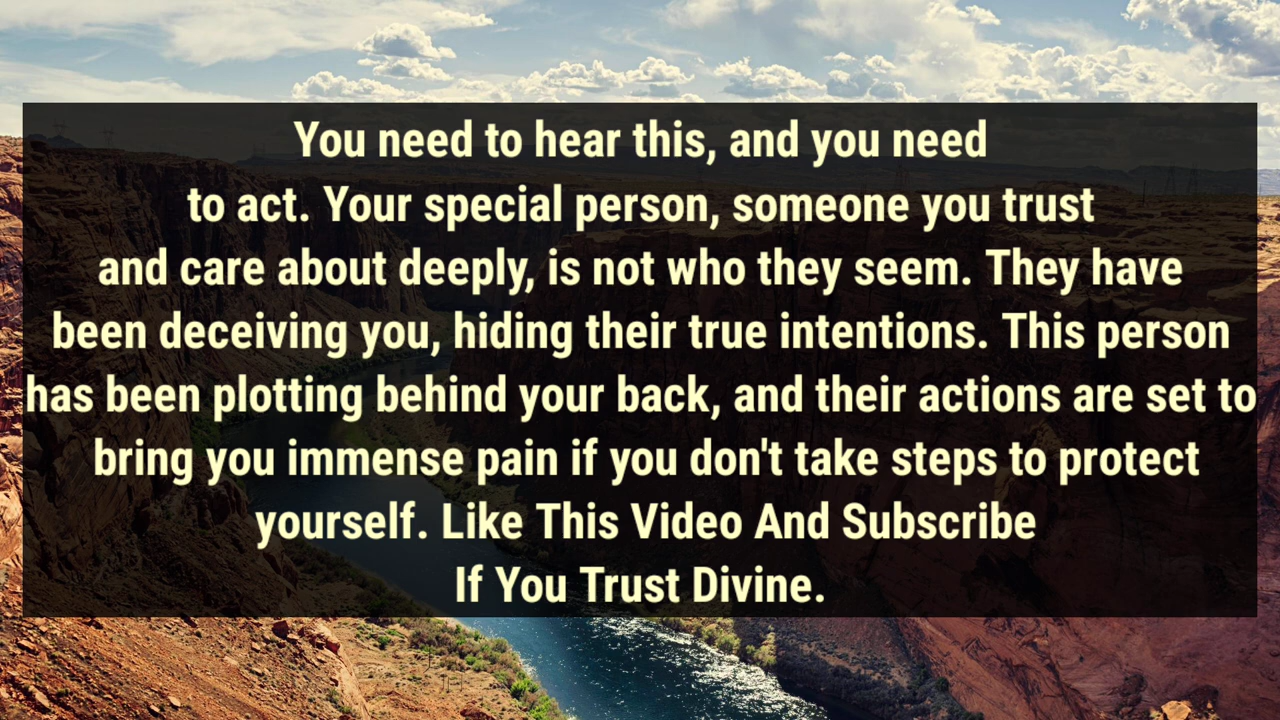 You need to hear this, and you need
to act. Your special person, someone you trust
and care about deeply, is not who they seem. They have
been deceiving you, hiding their true intentions. This person
has been plotting behind your back, and their actions are set to
bring you immense pain if you don't take steps to protect
yourself. Like This Video And Subscribe
If You Trust Divine.